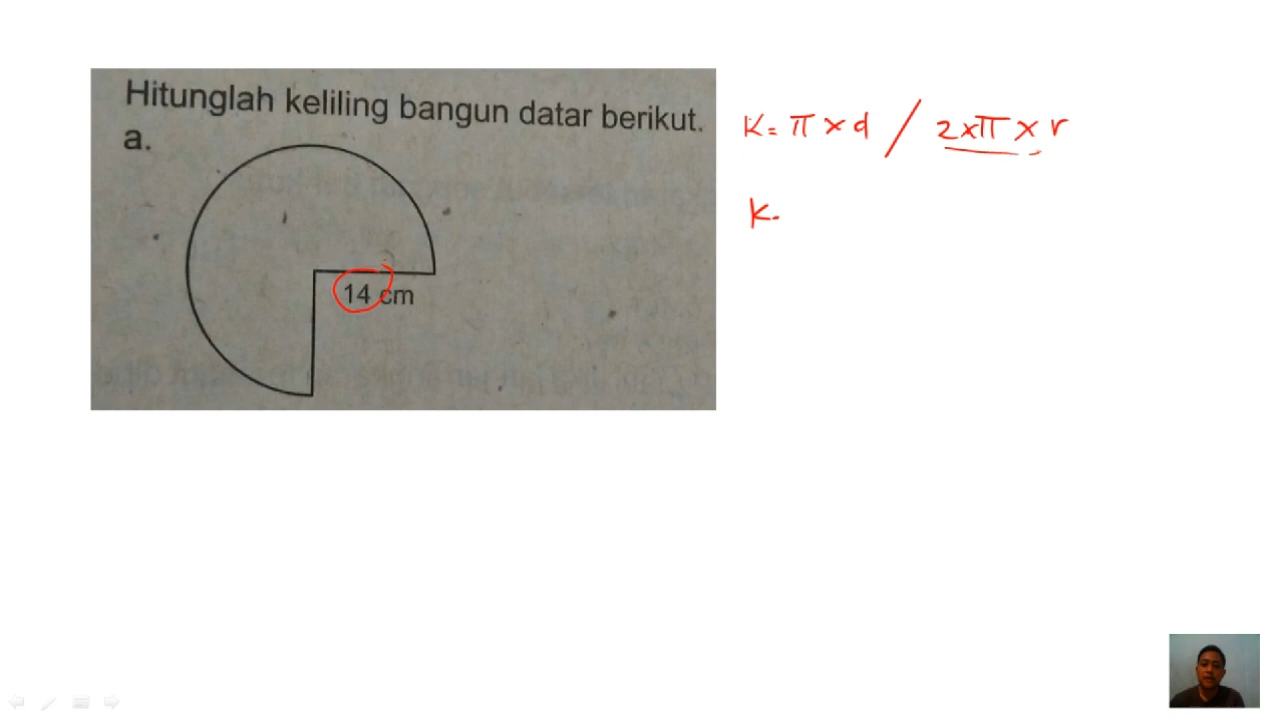 Hitunglah keliling bangun datar berikut.
a.
14 cm
K = π × d / 2 × π × r
K =